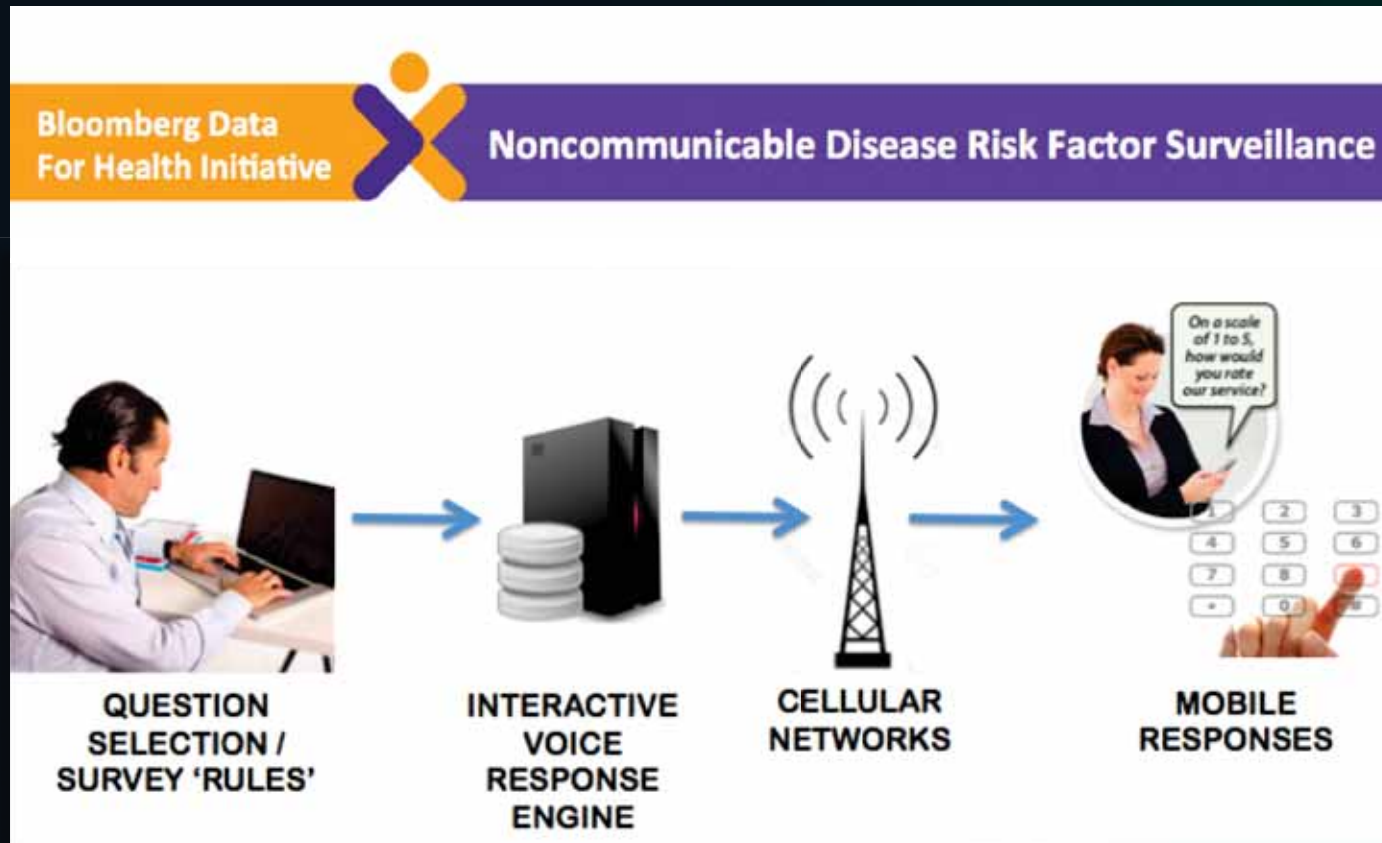 Bloomberg Data
For Health Initiative
Noncommunicable Disease Risk Factor Surveillance
On a scale
of 1 to 5,
how would
you rate
our service?
1 2 3
4 5 6
7 8
0 #
QUESTION
SELECTION /
SURVEY ‘RULES’
INTERACTIVE
VOICE
RESPONSE
ENGINE
CELLULAR
NETWORKS
MOBILE
RESPONSES